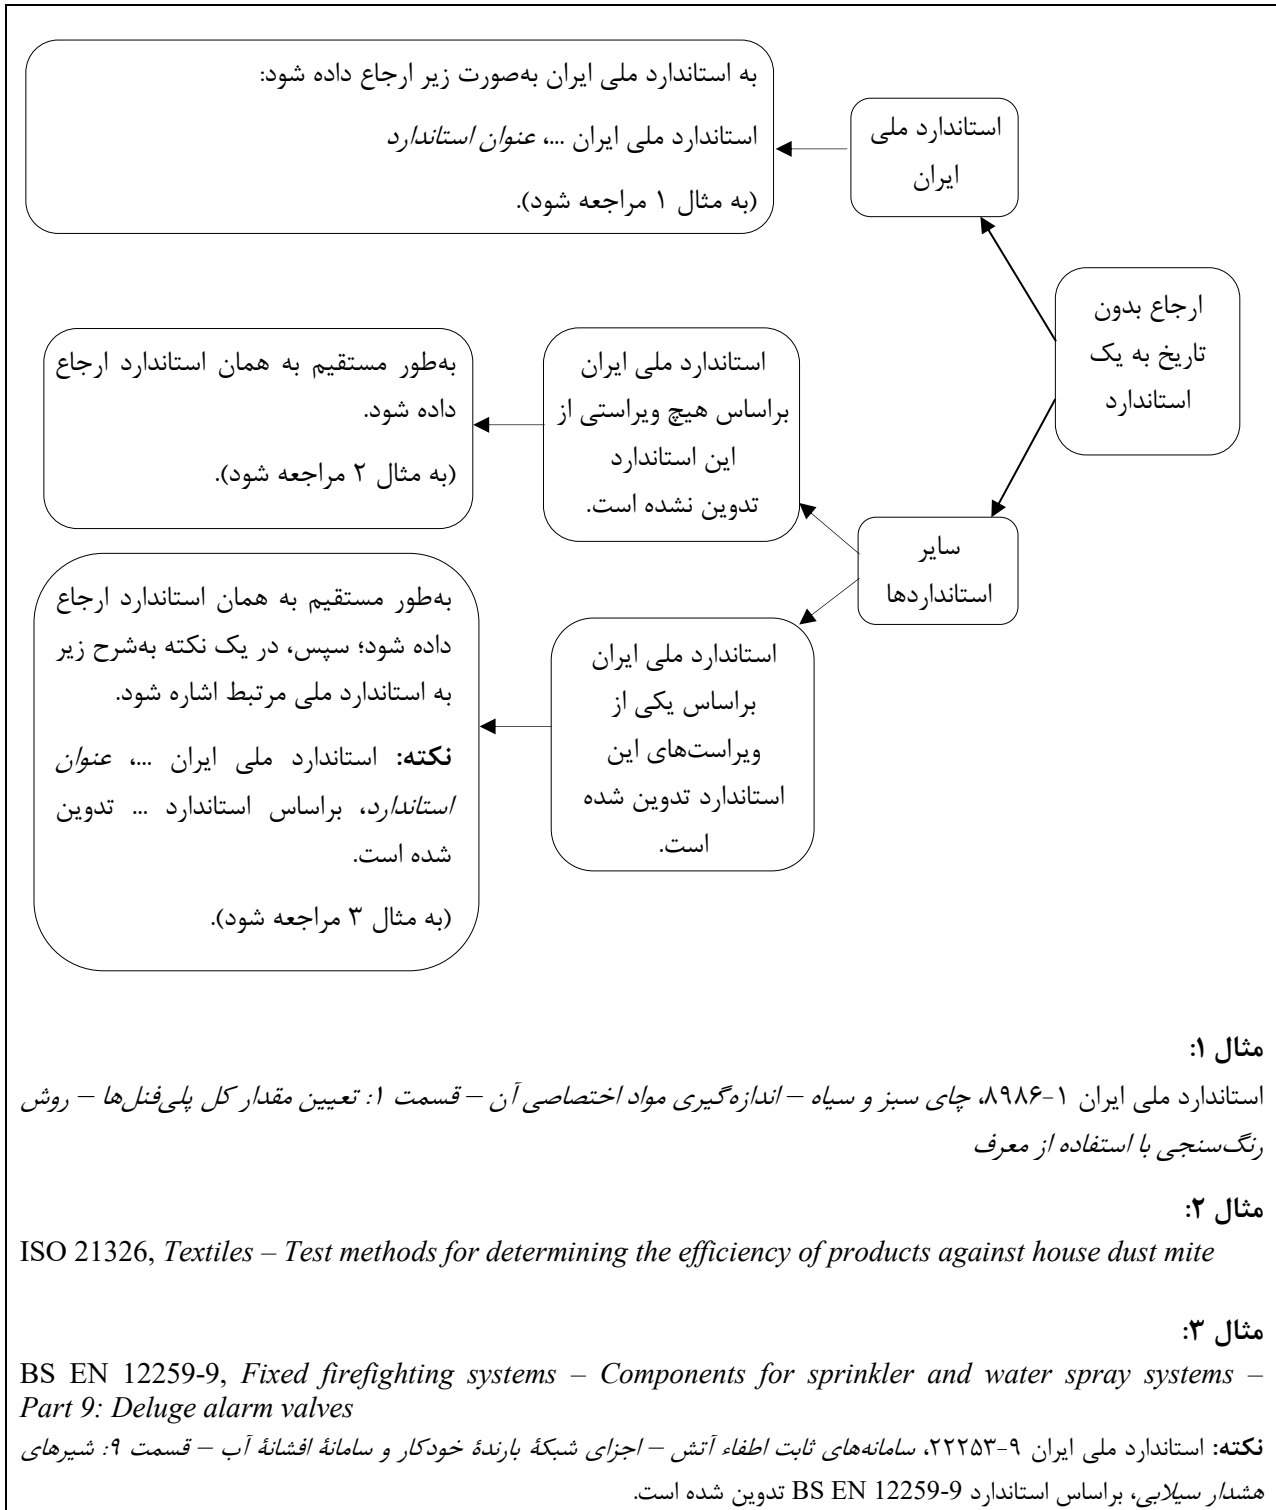 ارجاع بدون
تاریخ به یک
استاندارد
استاندارد ملی
ایران
به استاندارد ملی ایران به‌صورت زیر ارجاع داده شود:
استاندارد ملی ایران ...، عنوان استاندارد
(به مثال ۱ مراجعه شود).
سایر
استانداردها
استاندارد ملی ایران
براساس هیچ ویراستی از
این استاندارد
تدوین نشده است.
به‌طور مستقیم به همان استاندارد ارجاع
داده شود.
(به مثال ۲ مراجعه شود).
استاندارد ملی ایران
براساس یکی از
ویراست‌های این
استاندارد تدوین شده
است.
به‌طور مستقیم به همان استاندارد ارجاع
داده شود؛ سپس، در یک نکته به‌شرح زیر
به استاندارد ملی مرتبط اشاره شود.
نکته: استاندارد ملی ایران ...، عنوان
استاندارد، براساس استاندارد ... تدوین
شده است.
(به مثال ۳ مراجعه شود).
مثال ۱:
استاندارد ملی ایران ۱-۸۹۸۶، چای سبز و سیاه – اندازه‌گیری مواد اختصاصی آن – قسمت ۱: تعیین مقدار کل پلی‌فنل‌ها – روش
رنگ‌سنجی با استفاده از معرف
مثال ۲:
ISO 21326, Textiles – Test methods for determining the efficiency of products against house dust mite
مثال ۳:
BS EN 12259-9, Fixed firefighting systems – Components for sprinkler and water spray systems –
Part 9: Deluge alarm valves
نکته: استاندارد ملی ایران ۹-۲۲۲۵۳، سامانه‌های ثابت اطفاء آتش – اجزای شبکهٔ بارندهٔ خودکار و سامانهٔ افشانهٔ آب – قسمت ۹: شیرهای
هشدار سیلابی، براساس استاندارد BS EN 12259-9 تدوین شده است.